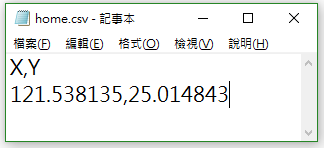 home.csv - 記事本
檔案(F) 編輯(E) 格式(O) 檢視(V) 說明(H)
X,Y
121.538135,25.014843